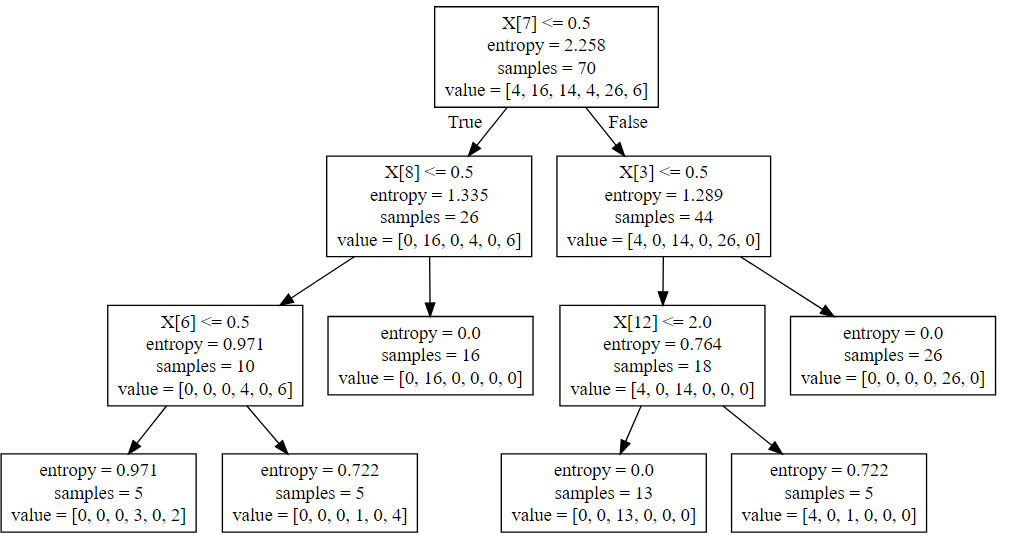 X[7] <= 0.5
entropy = 2.258
samples = 70
value = [4, 16, 14, 4, 26, 6]
True
False
X[8] <= 0.5
entropy = 1.335
samples = 26
value = [0, 16, 0, 4, 0, 6]
X[3] <= 0.5
entropy = 1.289
samples = 44
value = [4, 0, 14, 0, 26, 0]
X[6] <= 0.5
entropy = 0.971
samples = 10
value = [0, 0, 0, 4, 0, 6]
entropy = 0.0
samples = 16
value = [0, 16, 0, 0, 0, 0]
X[12] <= 2.0
entropy = 0.764
samples = 18
value = [4, 0, 14, 0, 0, 0]
entropy = 0.0
samples = 26
value = [0, 0, 0, 0, 26, 0]
entropy = 0.971
samples = 5
value = [0, 0, 0, 3, 0, 2]
entropy = 0.722
samples = 5
value = [0, 0, 0, 1, 0, 4]
entropy = 0.0
samples = 13
value = [0, 0, 13, 0, 0, 0]
entropy = 0.722
samples = 5
value = [4, 0, 1, 0, 0, 0]